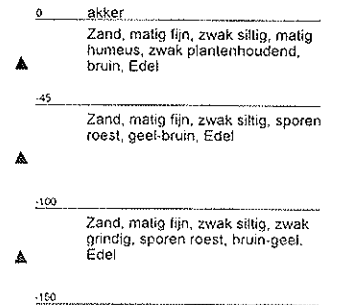 0 akker
Zand, matig fijn, zwak siltig, matig
humeus, zwak plantenhoudend,
bruin, Edel
-45
Zand, matig fijn, zwak siltig, sporen
roest, geel-bruin, Edel
-100
Zand, matig fijn, zwak siltig, zwak
grindig, sporen roest, bruin-geel,
Edel
-150